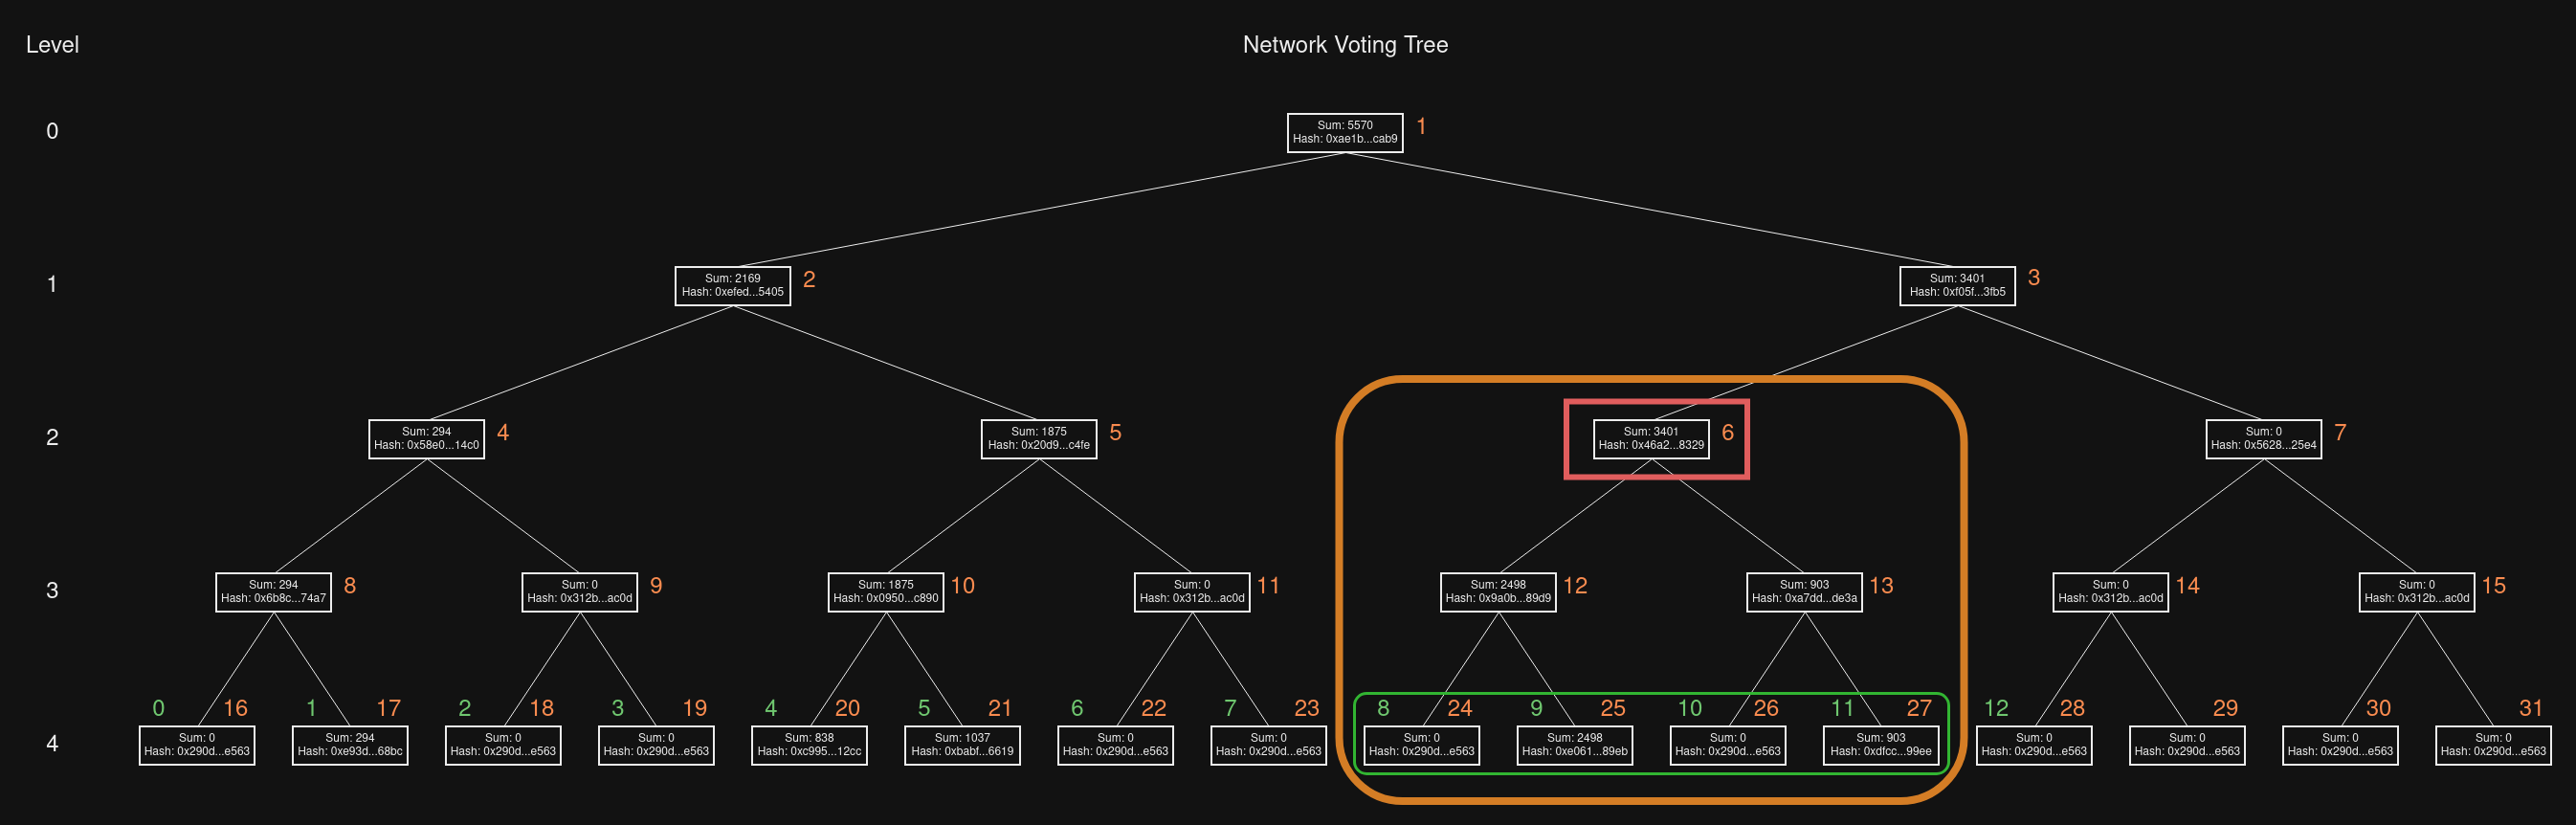 Level
Network Voting Tree
0
Sum: 5570
Hash: 0xae1b...cab9
1
1
Sum: 2169
Hash: 0xefed...5405
2
Sum: 3401
Hash: 0xf05f...3fb5
3
2
Sum: 294
Hash: 0x58e0...14c0
4
Sum: 1875
Hash: 0x20d9...c4fe
5
Sum: 3401
Hash: 0x46a2...8329
6
Sum: 0
Hash: 0x5628...25e4
7
3
Sum: 294
Hash: 0x6b8c...74a7
8
Sum: 0
Hash: 0x312b...ac0d
9
Sum: 1875
Hash: 0x0950...c890
10
Sum: 0
Hash: 0x312b...ac0d
11
Sum: 2498
Hash: 0x9a0b...89d9
12
Sum: 903
Hash: 0xa7dd...de3a
13
Sum: 0
Hash: 0x312b...ac0d
14
Sum: 0
Hash: 0x312b...ac0d
15
4
0 16
Sum: 0
Hash: 0x290d...e563
1 17
Sum: 294
Hash: 0xe93d...68bc
2 18
Sum: 0
Hash: 0x290d...e563
3 19
Sum: 0
Hash: 0x290d...e563
4 20
Sum: 838
Hash: 0xc995...12cc
5 21
Sum: 1037
Hash: 0xbabf...6619
6 22
Sum: 0
Hash: 0x290d...e563
7 23
Sum: 0
Hash: 0x290d...e563
8 24
Sum: 0
Hash: 0x290d...e563
9 25
Sum: 2498
Hash: 0xe061...89eb
10 26
Sum: 0
Hash: 0x290d...e563
11 27
Sum: 903
Hash: 0xdfcc...99ee
12 28
Sum: 0
Hash: 0x290d...e563
29
Sum: 0
Hash: 0x290d...e563
30
Sum: 0
Hash: 0x290d...e563
31
Sum: 0
Hash: 0x290d...e563